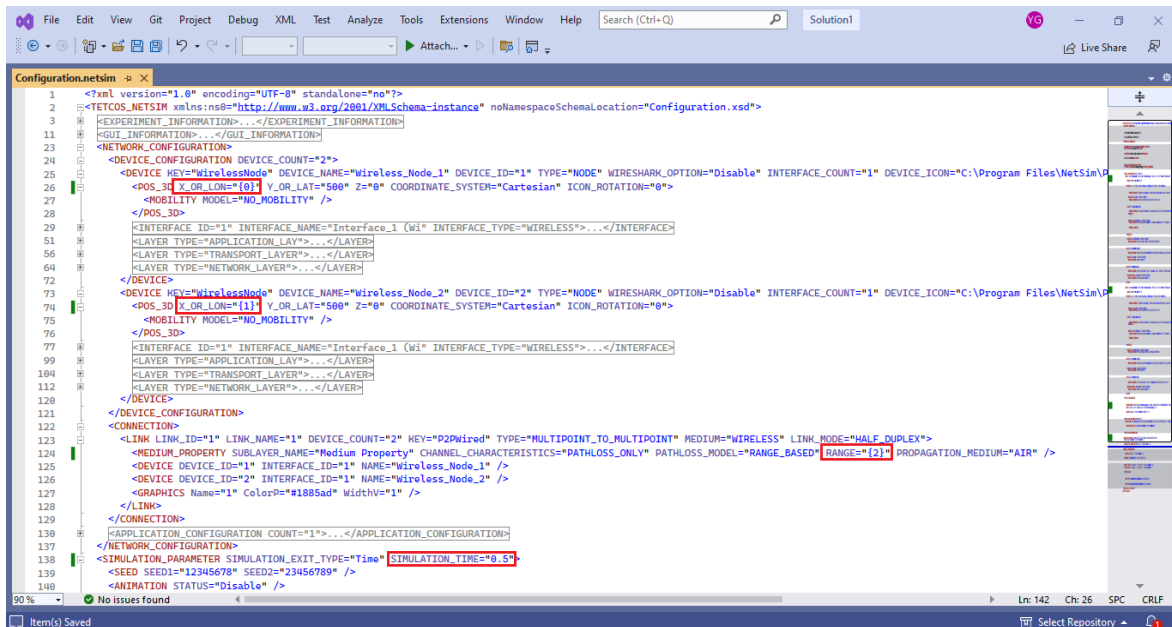 File Edit View Git Project Debug XML Test Analyze Tools Extensions Window Help Search (Ctrl+Q) Solution1 YG
Attach... Live Share
Configuration.netsim
1 <?xml version="1.0" encoding="UTF-8" standalone="no"?>
2 <TETCOS_NETSIM xmlns:ns0="http://www.w3.org/2001/XMLSchema-instance" noNamespaceSchemaLocation="Configuration.xsd">
3 <EXPERIMENT_INFORMATION>...</EXPERIMENT_INFORMATION>
11 <GUI_INFORMATION>...</GUI_INFORMATION>
23 <NETWORK_CONFIGURATION>
24 <DEVICE_CONFIGURATION DEVICE_COUNT="2">
25 <DEVICE KEY="WirelessNode" DEVICE_NAME="Wireless_Node_1" DEVICE_ID="1" TYPE="NODE" WIRESHARK_OPTION="Disable" INTERFACE_COUNT="1" DEVICE_ICON="C:\Program Files\NetSim\P
26 <POS_3D X_OR_LON="{0}" Y_OR_LAT="500" Z="0" COORDINATE_SYSTEM="Cartesian" ICON_ROTATION="0">
27 <MOBILITY MODEL="NO_MOBILITY" />
28 </POS_3D>
29 <INTERFACE ID="1" INTERFACE_NAME="Interface_1 (Wi" INTERFACE_TYPE="WIRELESS">...</INTERFACE>
51 <LAYER TYPE="APPLICATION_LAY">...</LAYER>
56 <LAYER TYPE="TRANSPORT_LAYER">...</LAYER>
64 <LAYER TYPE="NETWORK_LAYER">...</LAYER>
72 </DEVICE>
73 <DEVICE KEY="WirelessNode" DEVICE_NAME="Wireless_Node_2" DEVICE_ID="2" TYPE="NODE" WIRESHARK_OPTION="Disable" INTERFACE_COUNT="1" DEVICE_ICON="C:\Program Files\NetSim\P
74 <POS_3D X_OR_LON="{1}" Y_OR_LAT="500" Z="0" COORDINATE_SYSTEM="Cartesian" ICON_ROTATION="0">
75 <MOBILITY MODEL="NO_MOBILITY" />
76 </POS_3D>
77 <INTERFACE ID="1" INTERFACE_NAME="Interface_1 (Wi" INTERFACE_TYPE="WIRELESS">...</INTERFACE>
99 <LAYER TYPE="APPLICATION_LAY">...</LAYER>
104 <LAYER TYPE="TRANSPORT_LAYER">...</LAYER>
112 <LAYER TYPE="NETWORK_LAYER">...</LAYER>
120 </DEVICE>
121 </DEVICE_CONFIGURATION>
122 <CONNECTION>
123 <LINK LINK_ID="1" LINK_NAME="1" DEVICE_COUNT="2" KEY="P2PWired" TYPE="MULTIPOINT_TO_MULTIPOINT" MEDIUM="WIRELESS" LINK_MODE="HALF_DUPLEX">
124 <MEDIUM_PROPERTY SUBLAYER_NAME="Medium Property" CHANNEL_CHARACTERISTICS="PATHLOSS_ONLY" PATHLOSS_MODEL="RANGE_BASED" RANGE="{2}" PROPAGATION_MEDIUM="AIR" />
125 <DEVICE DEVICE_ID="1" INTERFACE_ID="1" NAME="Wireless_Node_1" />
126 <DEVICE DEVICE_ID="2" INTERFACE_ID="1" NAME="Wireless_Node_2" />
127 <GRAPHICS Name="1" ColorP="#1885ad" WidthV="1" />
128 </LINK>
129 </CONNECTION>
130 <APPLICATION_CONFIGURATION COUNT="1">...</APPLICATION_CONFIGURATION>
137 </NETWORK_CONFIGURATION>
138 <SIMULATION_PARAMETER SIMULATION_EXIT_TYPE="Time" SIMULATION_TIME="0.5">
139 <SEED SEED1="12345678" SEED2="23456789" />
140 <ANIMATION STATUS="Disable" />
90 % No issues found Ln: 142 Ch: 26 SPC CRLF
Item(s) Saved Select Repository 1